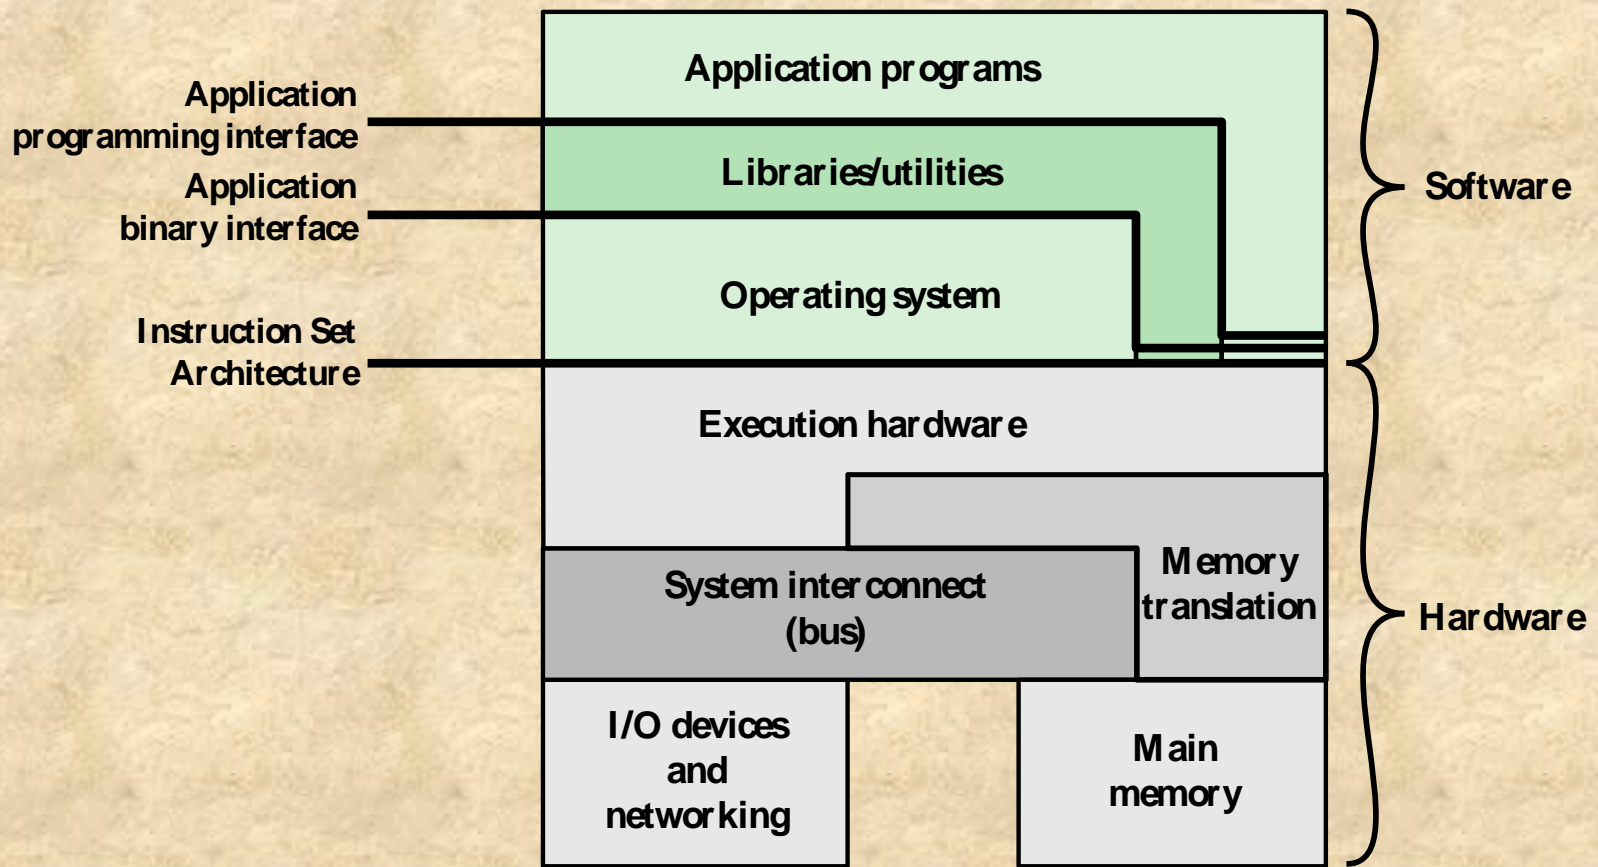 Application programs
Application
programming interface
Libraries/utilities
Application
binary interface
Software
Operating system
Instruction Set
Architecture
Execution hardware
Memory
translation
System interconnect
(bus)
Hardware
I/O devices
and
networking
Main
memory